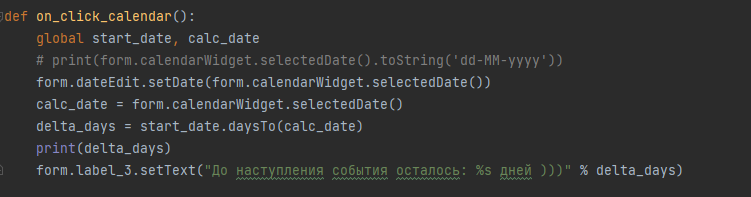 def on_click_calendar():
    global start_date, calc_date
    # print(form.calendarWidget.selectedDate().toString('dd-MM-yyyy'))
    form.dateEdit.setDate(form.calendarWidget.selectedDate())
    calc_date = form.calendarWidget.selectedDate()
    delta_days = start_date.daysTo(calc_date)
    print(delta_days)
    form.label_3.setText("До наступления события осталось: %s дней )))" % delta_days)